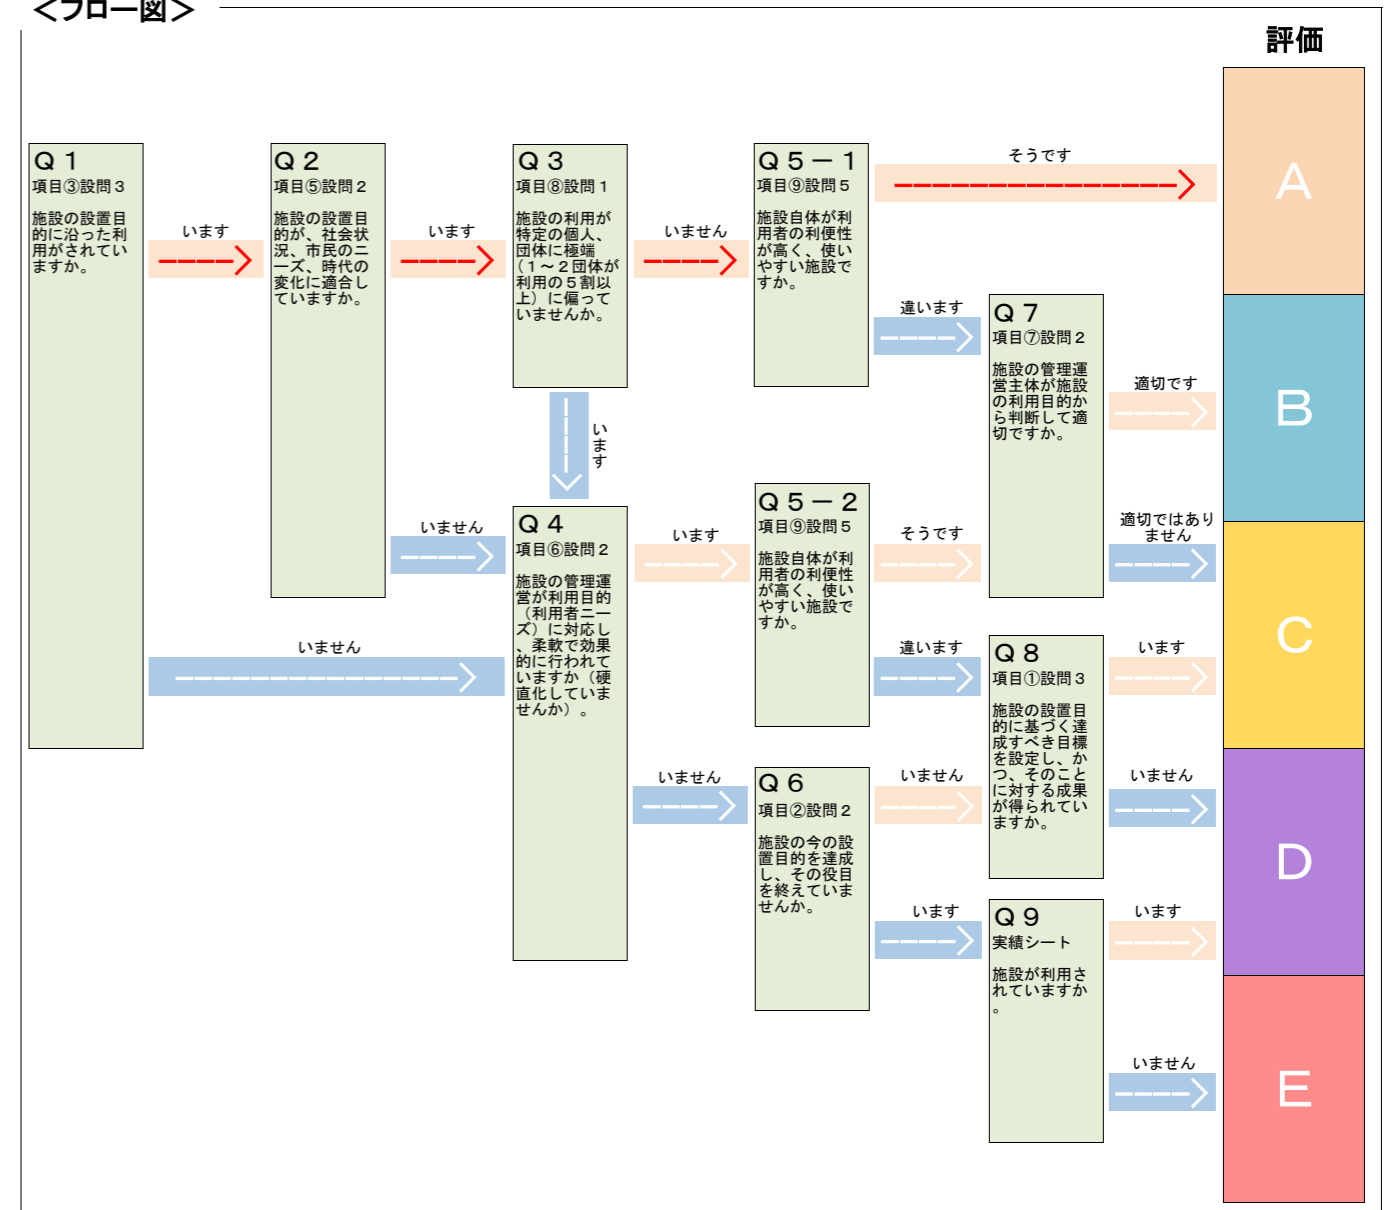 ＜フロー図＞
評価
Ｑ１
項目③設問３
施設の設置目
的に沿った利
用がされてい
ますか。
います
いません
Ｑ２
項目⑤設問２
施設の設置目
的が、社会状
況、市民のニ
ーズ、時代の
変化に適合し
ていますか。
います
いません
Ｑ３
項目⑧設問１
施設の利用が
特定の個人、
団体に極端
（１～２団体が
利用の５割以
上）に偏って
いませんか。
いません
います
Ｑ４
項目⑥設問２
施設の管理運
営が利用目的
（利用者ニー
ズ）に対応し
、柔軟で効果
的に行われて
いますか（硬
直化していま
せんか）。
います
いません
Ｑ５－１
項目⑨設問５
施設自体が利
用者の利便性
が高く、使い
やすい施設で
すか。
そうです
違います
Ｑ５－２
項目⑨設問５
施設自体が利
用者の利便性
が高く、使い
やすい施設で
すか。
そうです
違います
Ｑ６
項目②設問２
施設の今の設
置目的を達成
し、その役目
を終えていま
せんか。
いません
います
Ｑ７
項目⑦設問２
施設の管理運
営主体が施設
の利用目的か
ら判断して適
切ですか。
適切です
適切ではあり
ません
Ｑ８
項目①設問３
施設の設置目
的に基づく達
成すべき目標
を設定し、か
つ、そのこと
に対する成果
が得られてい
ますか。
います
いません
Ｑ９
実績シート
施設が利用さ
れていますか
。
います
いません
Ａ
Ｂ
Ｃ
Ｄ
Ｅ